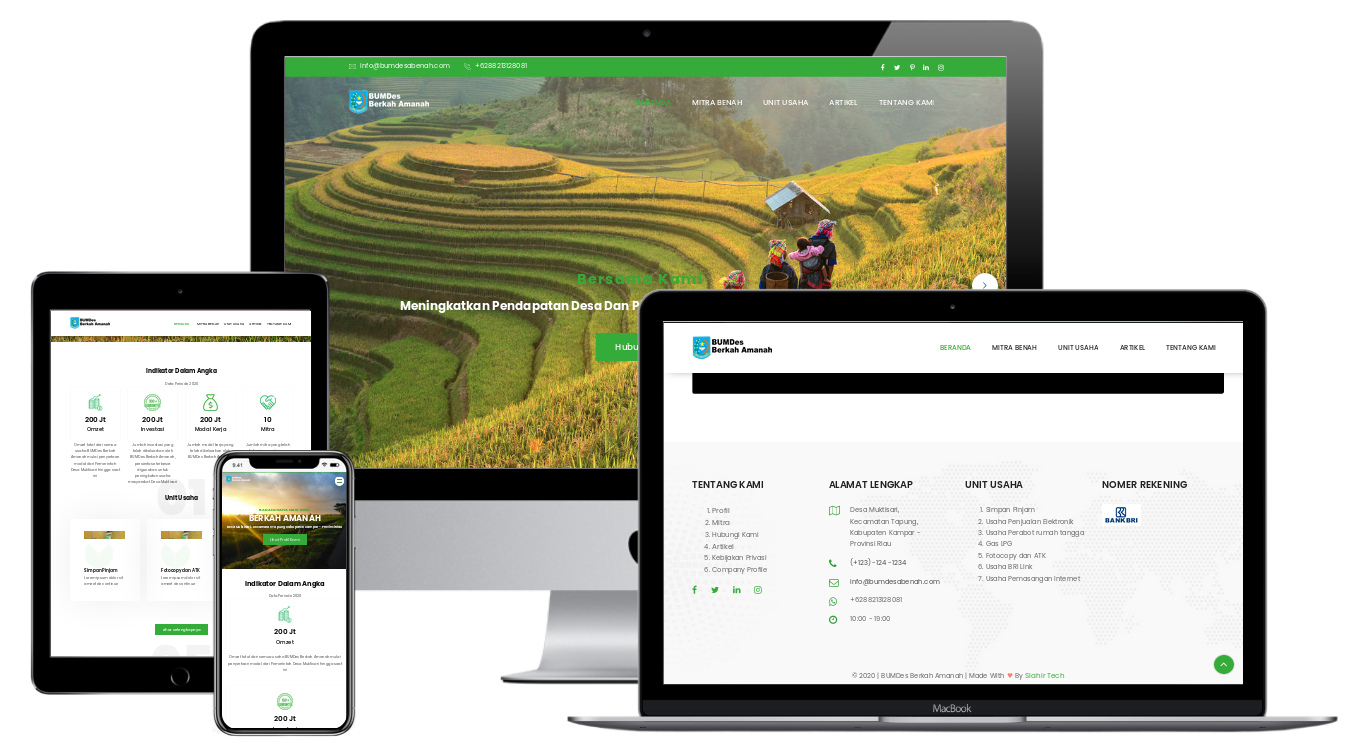 info@bumdesabenah.com
+6288213128081
BUMDes
Berkah Amanah
MITRA BENAH
UNIT USAHA
ARTIKEL
TENTANG KAMI
Bersama Kami
Meningkatkan Pendapatan Desa Dan P
Hubu
BUMDes
Berkah Amanah
BERANDA
MITRA BENAH
UNIT USAHA
ARTIKEL
TENTANG KAMI
Indikator Dalam Angka
Data Periode 2020
200 Jt
Omzet
200 Jt
Investasi
200 Jt
Modal Kerja
10
Mitra
Unit Usaha
Simpan Pinjam
Fotocopy dan ATK
9:41
BERKAH AMANAH
Indikator Dalam Angka
Data Periode 2020
200 Jt
Omzet
200 Jt
BUMDes
Berkah Amanah
BERANDA
MITRA BENAH
UNIT USAHA
ARTIKEL
TENTANG KAMI
TENTANG KAMI
1. Profil
2. Mitra
3. Hubungi Kami
4. Artikel
5. Kebijakan Privasi
6. Company Profile
ALAMAT LENGKAP
Desa Muktisari,
Kecamatan Tapung,
Kabupaten Kampar -
Provinsi Riau
(+123) -124 -1234
info@bumdesabenah.com
+6288213128081
10:00 - 19:00
UNIT USAHA
1. Simpan Pinjam
2. Usaha Penjualan Elektronik
3. Usaha Perabot rumah tangga
4. Gas LPG
5. Fotocopy dan ATK
6. Usaha BRI Link
7. Usaha Pemasangan Internet
NOMER REKENING
BANK BRI
© 2020 | BUMDes Berkah Amanah | Made With ♥ By Siahir Tech
MacBook